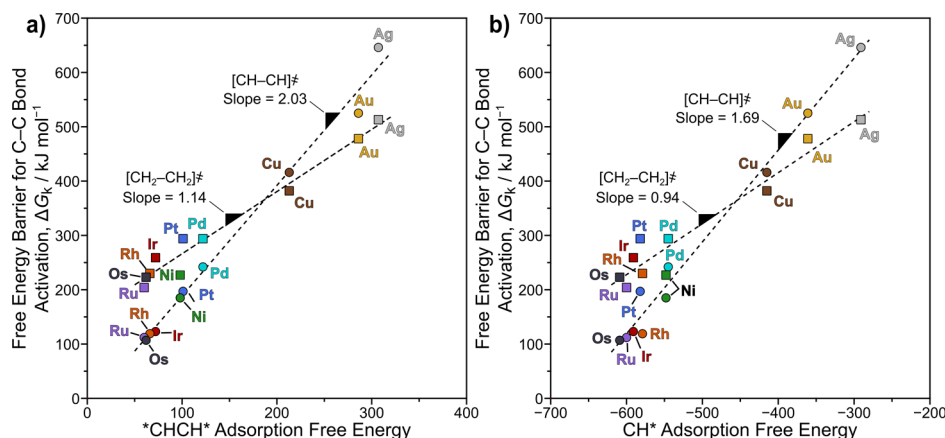 a)
Free Energy Barrier for C–C Bond
Activation, ΔGk / kJ mol−1
700
600
500
400
300
200
100
0
0
100
200
300
400
*CHCH* Adsorption Free Energy
[CH–CH]‡
Slope = 2.03
[CH2–CH2]‡
Slope = 1.14
Ag
Au
Ag
Au
Cu
Cu
Pt
Pd
Ir
Rh
Os
Ni
Ru
Pd
Pt
Ni
Rh
Ru
Ir
Os
b)
Free Energy Barrier for C–C Bond
Activation, ΔGk / kJ mol−1
700
600
500
400
300
200
100
0
−700
−600
−500
−400
−300
−200
CH* Adsorption Free Energy
[CH–CH]‡
Slope = 1.69
[CH2–CH2]‡
Slope = 0.94
Ag
Au
Ag
Au
Cu
Cu
Pt
Pd
Ir
Rh
Os
Pd
Ru
Ni
Pt
Os
Rh
Ru
Ir